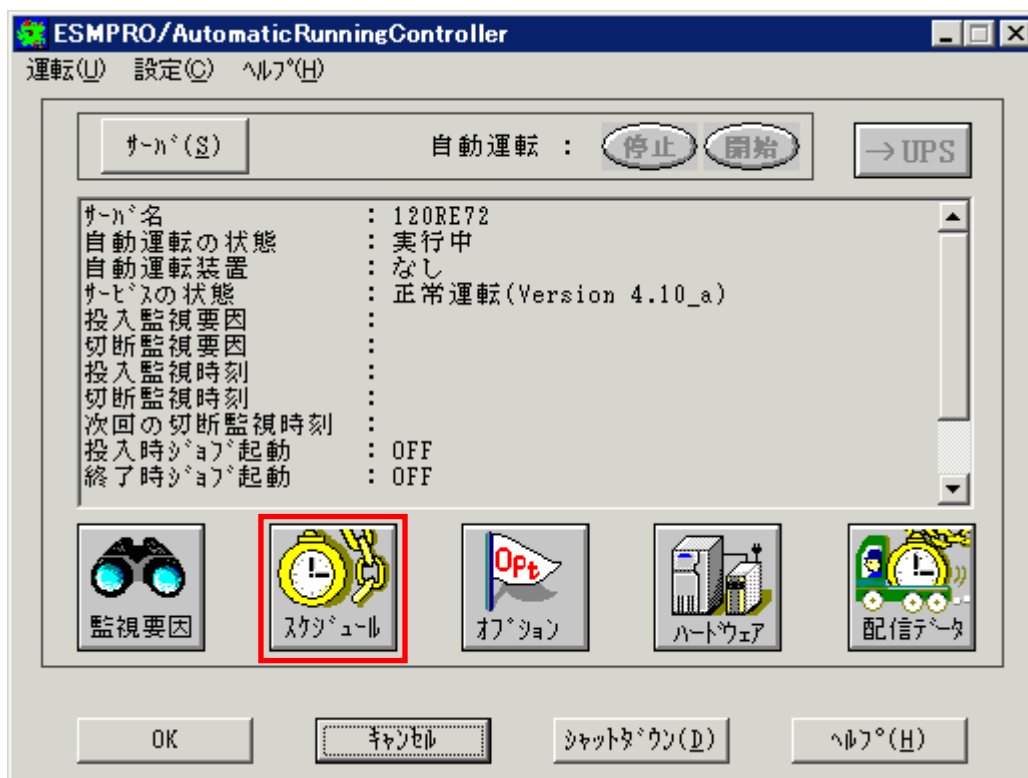 ESMPRO/AutomaticRunningController
運転(U) 設定(C) ﾍﾙﾌﾟ(H)
ｻｰﾊﾞ(S) 自動運転 : 停止 開始 →UPS
ｻｰﾊﾞ名 : 120RE72
自動運転の状態 : 実行中
自動運転装置 : なし
ｻｰﾋﾞｽの状態 : 正常運転(Version 4.10_a)
投入監視要因 :
切断監視要因 :
投入監視時刻 :
切断監視時刻 :
次回の切断監視時刻 :
投入時ｼﾞｮﾌﾞ起動 : OFF
終了時ｼﾞｮﾌﾞ起動 : OFF
Opt
監視要因 ｽｹｼﾞｭｰﾙ ｵﾌﾟｼｮﾝ ﾊｰﾄﾞｳｪｱ 配信ﾃﾞｰﾀ
OK ｷｬﾝｾﾙ ｼｬｯﾄﾀﾞｳﾝ(D) ﾍﾙﾌﾟ(H)